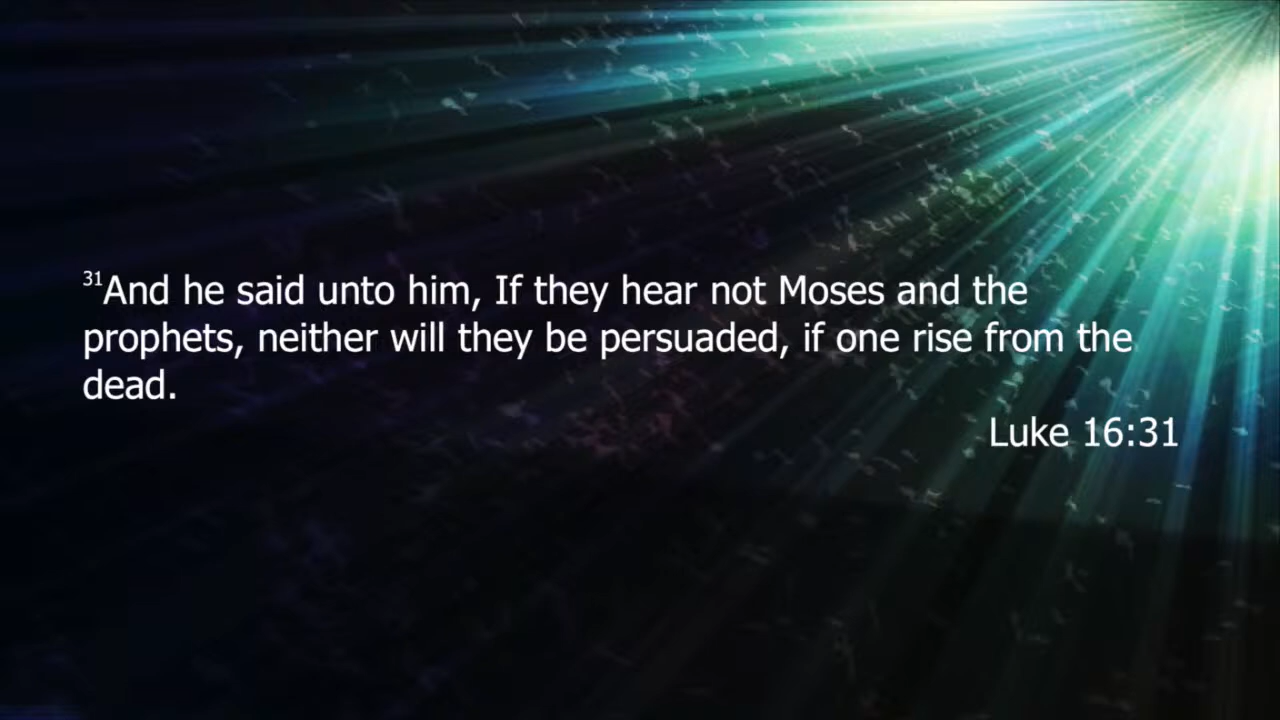 31And he said unto him, If they hear not Moses and the
prophets, neither will they be persuaded, if one rise from the
dead.
Luke 16:31